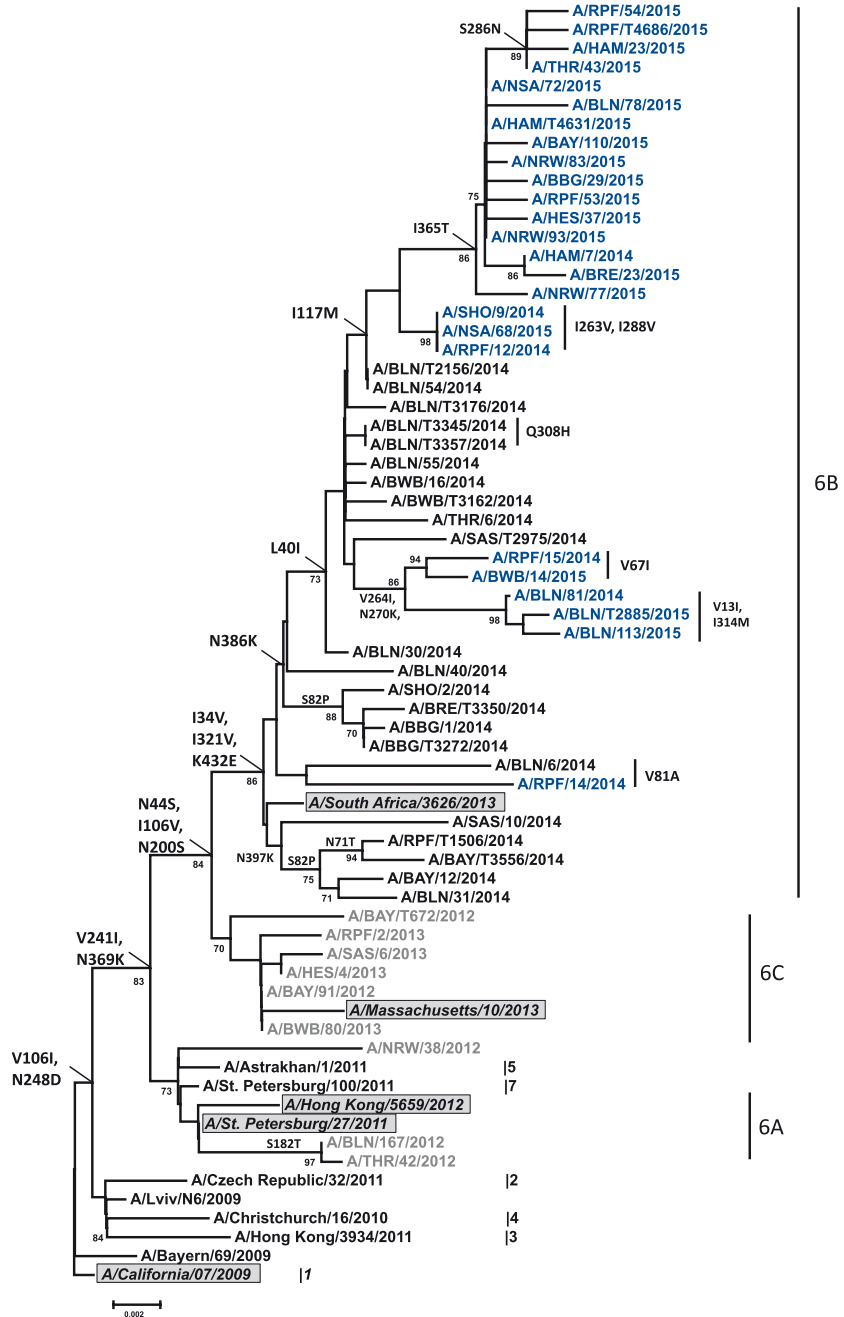 A/RPF/54/2015
A/RPF/T4686/2015
S286N
A/HAM/23/2015
89
A/THR/43/2015
A/NSA/72/2015
A/BLN/78/2015
A/HAM/T4631/2015
A/BAY/110/2015
A/NRW/83/2015
A/BBG/29/2015
75
A/RPF/53/2015
A/HES/37/2015
I365T
A/NRW/93/2015
86
A/HAM/7/2014
86
A/BRE/23/2015
A/NRW/77/2015
I117M
A/SHO/9/2014
A/NSA/68/2015
I263V, I288V
98
A/RPF/12/2014
A/BLN/T2156/2014
A/BLN/54/2014
A/BLN/T3176/2014
A/BLN/T3345/2014
Q308H
A/BLN/T3357/2014
A/BLN/55/2014
A/BWB/16/2014
6B
A/BWB/T3162/2014
A/THR/6/2014
A/SAS/T2975/2014
L40I
73
94
A/RPF/15/2014
V67I
86
A/BWB/14/2015
V264I,
N270K,
A/BLN/81/2014
98
A/BLN/T2885/2015
V13I,
I314M
A/BLN/113/2015
N386K
A/BLN/30/2014
A/BLN/40/2014
S82P
A/SHO/2/2014
88
A/BRE/T3350/2014
70
A/BBG/1/2014
A/BBG/T3272/2014
I34V,
I321V,
K432E
86
A/BLN/6/2014
V81A
A/RPF/14/2014
A/South Africa/3626/2013
N44S,
I106V,
N200S
84
A/SAS/10/2014
N71T
A/RPF/T1506/2014
N397K
S82P
94
A/BAY/T3556/2014
75
A/BAY/12/2014
71
A/BLN/31/2014
A/BAY/T672/2012
70
A/RPF/2/2013
A/SAS/6/2013
A/HES/4/2013
6C
V241I,
N369K
83
A/BAY/91/2012
A/Massachusetts/10/2013
A/BWB/80/2013
A/NRW/38/2012
V106I,
N248D
A/Astrakhan/1/2011
|5
73
A/St. Petersburg/100/2011
|7
A/Hong Kong/5659/2012
A/St. Petersburg/27/2011
6A
S182T
A/BLN/167/2012
97
A/THR/42/2012
A/Czech Republic/32/2011
|2
A/Lviv/N6/2009
A/Christchurch/16/2010
|4
84
A/Hong Kong/3934/2011
|3
A/Bayern/69/2009
A/California/07/2009
|1
0.002